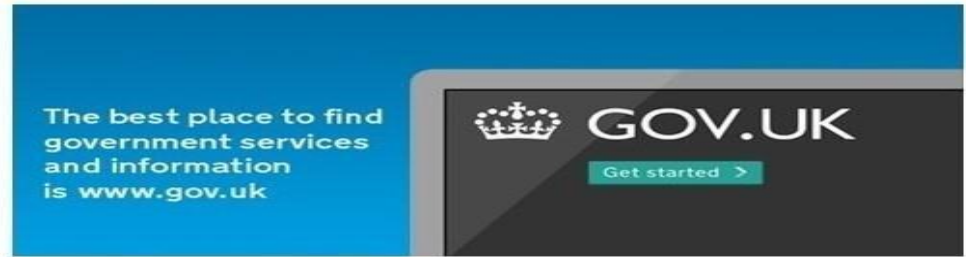 The best place to find
government services
and information
is www.gov.uk
GOV.UK
Get started >